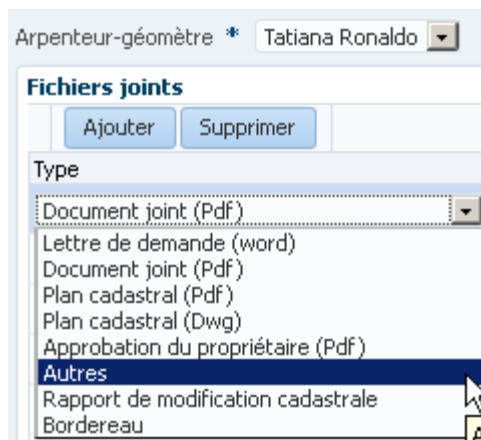 Arpenteur-géomètre * Tatiana Ronaldo
Fichiers joints
Ajouter Supprimer
Type
Document joint (Pdf)
Lettre de demande (word)
Document joint (Pdf)
Plan cadastral (Pdf)
Plan cadastral (Dwg)
Approbation du propriétaire (Pdf)
Autres
Rapport de modification cadastrale
Bordereau